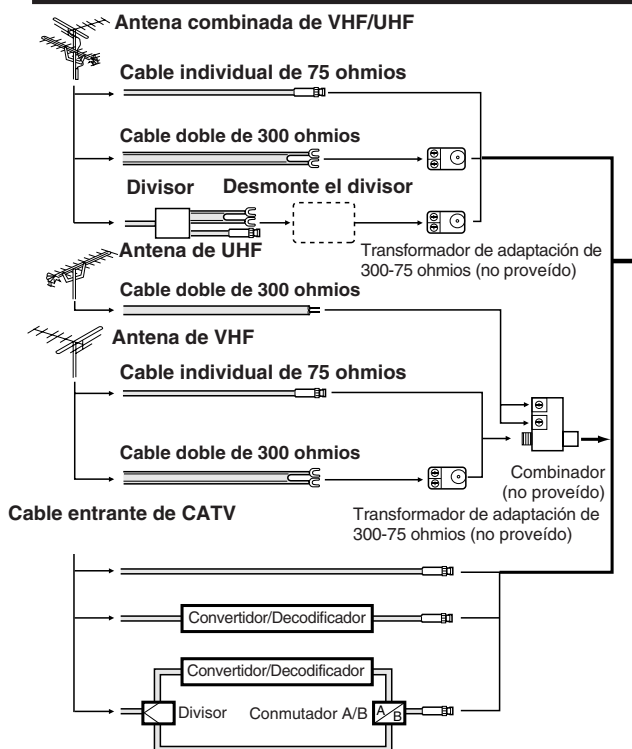 Antena combinada de VHF/UHF
Cable individual de 75 ohmios
Cable doble de 300 ohmios
Divisor
Desmonte el divisor
Transformador de adaptación de
300-75 ohmios (no proveído)
Antena de UHF
Cable doble de 300 ohmios
Antena de VHF
Cable individual de 75 ohmios
Cable doble de 300 ohmios
Combinador
(no proveído)
Transformador de adaptación de
300-75 ohmios (no proveído)
Cable entrante de CATV
Convertidor/Decodificador
Convertidor/Decodificador
Divisor
Conmutador A/B
A/B